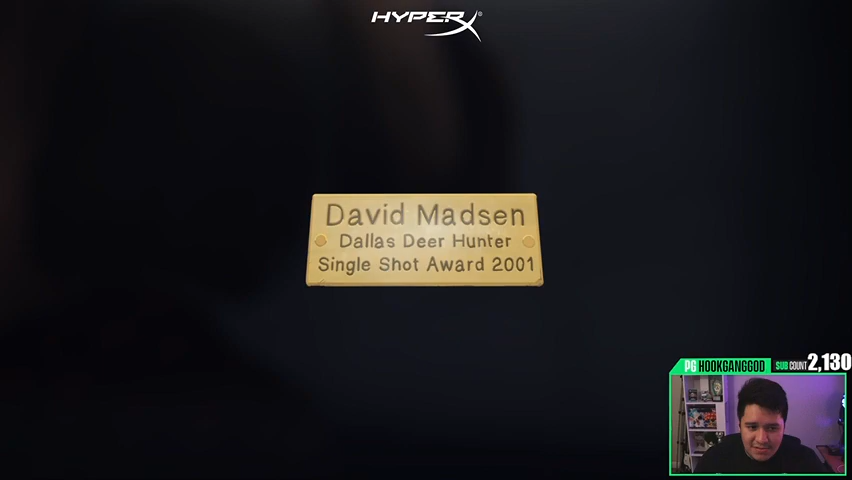 HYPERX
David Madsen
Dallas Deer Hunter
Single Shot Award 2001
PG HOOKGANGGOD SUB COUNT 2,130